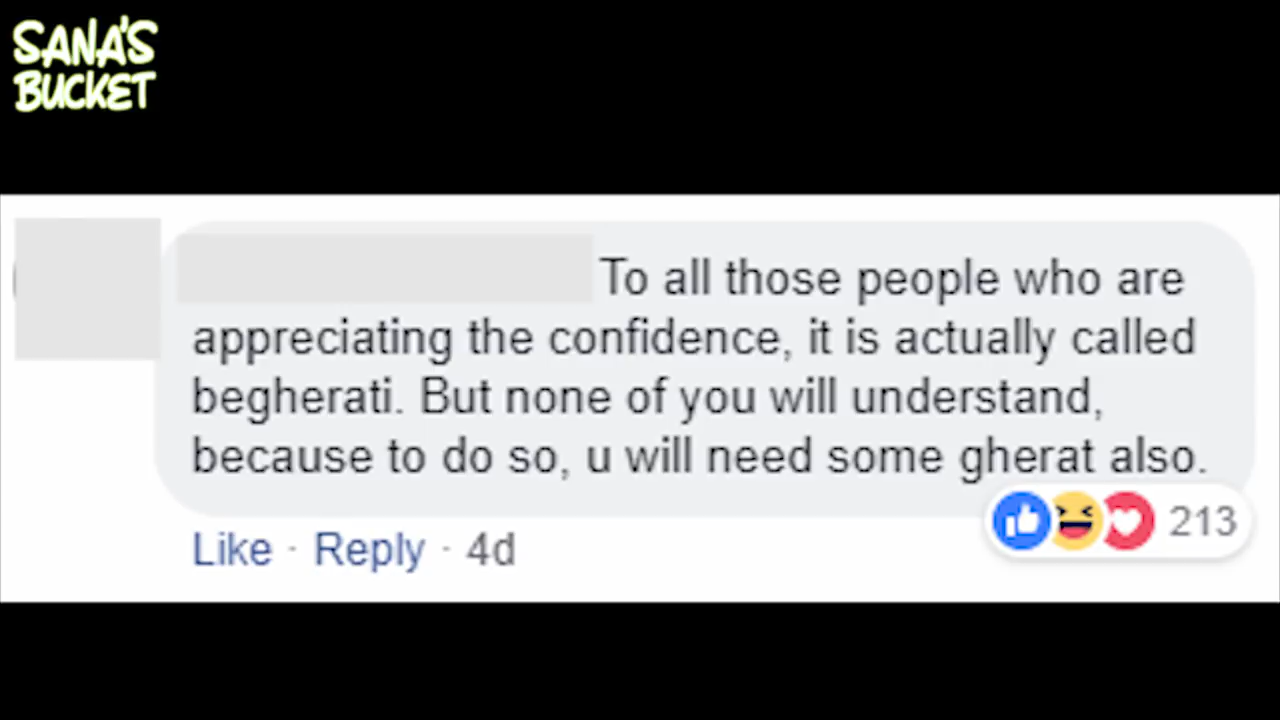 SANA'S
BUCKET
To all those people who are
appreciating the confidence, it is actually called
begherati. But none of you will understand,
because to do so, u will need some gherat also.
213
Like · Reply · 4d